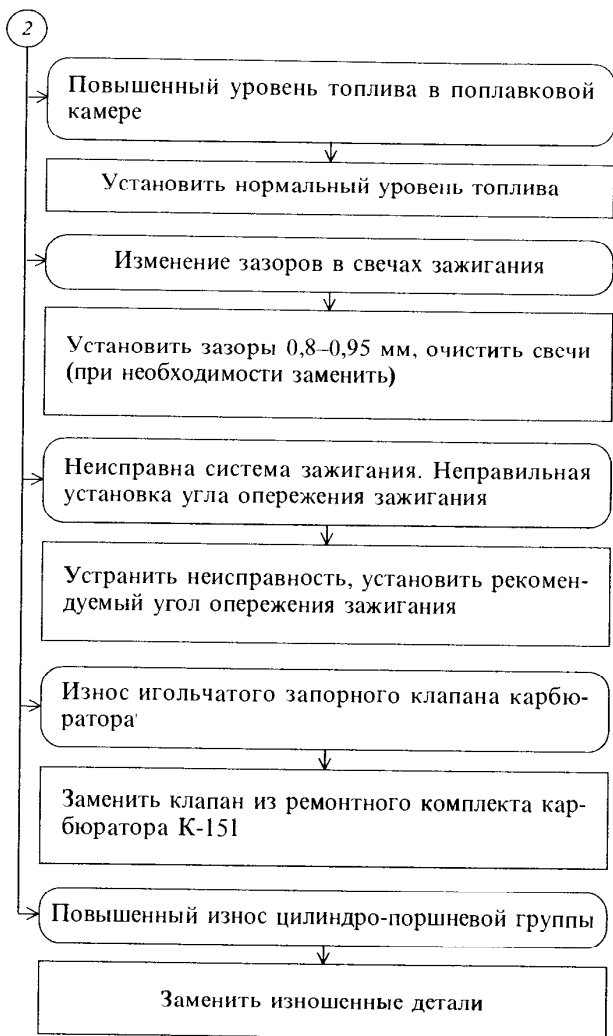 2
Повышенный уровень топлива в поплавковой
камере
Установить нормальный уровень топлива
Изменение зазоров в свечах зажигания
Установить зазоры 0,8–0,95 мм, очистить свечи
(при необходимости заменить)
Неисправна система зажигания. Неправильная
установка угла опережения зажигания
Устранить неисправность, установить рекомен-
дуемый угол опережения зажигания
Износ игольчатого запорного клапана карбю-
ратора
Заменить клапан из ремонтного комплекта кар-
бюратора К-151
Повышенный износ цилиндро-поршневой группы
Заменить изношенные детали